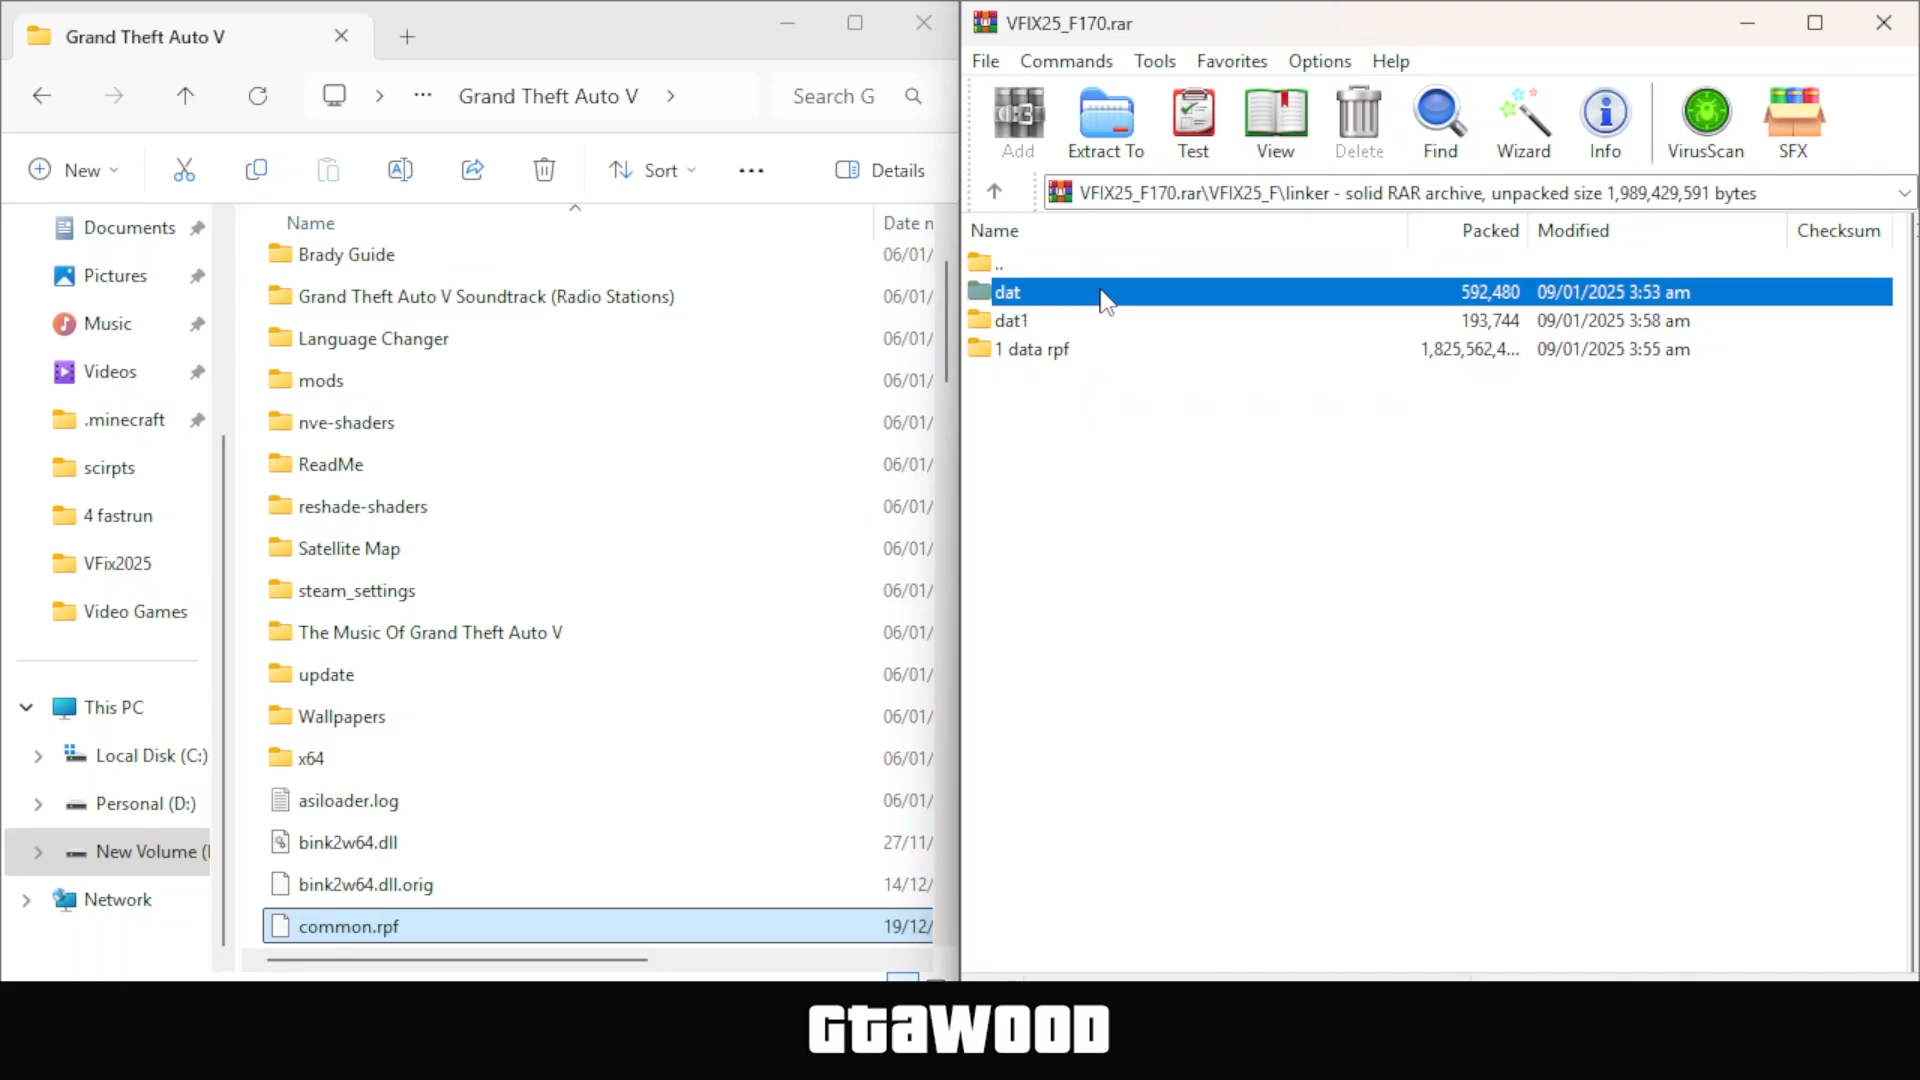 Grand Theft Auto V
Grand Theft Auto V
Search G
New
Sort
Details
Documents
Pictures
Music
Videos
.minecraft
scirpts
4 fastrun
VFix2025
Video Games
This PC
Local Disk (C:)
Personal (D:)
New Volume (
Network
Name
Date
Brady Guide 06/01/
Grand Theft Auto V Soundtrack (Radio Stations) 06/01/
Language Changer 06/01/
mods 06/01/
nve-shaders 06/01/
ReadMe 06/01/
reshade-shaders 06/01/
Satellite Map 06/01/
steam_settings 06/01/
The Music Of Grand Theft Auto V 06/01/
update 06/01/
Wallpapers 06/01/
x64 06/01/
asiloader.log 06/01/
bink2w64.dll 27/11/
bink2w64.dll.orig 14/12/
common.rpf 19/12/
VFIX25_F170.rar
File Commands Tools Favorites Options Help
Add Extract To Test View Delete Find Wizard Info VirusScan SFX
VFIX25_F170.rar\VFIX25_F\linker - solid RAR archive, unpacked size 1,989,429,591 bytes
Name Packed Modified Checksum
..
dat 592,480 09/01/2025 3:53 am
dat1 193,744 09/01/2025 3:58 am
1 data rpf 1,825,562,4... 09/01/2025 3:55 am
GtaWOOD